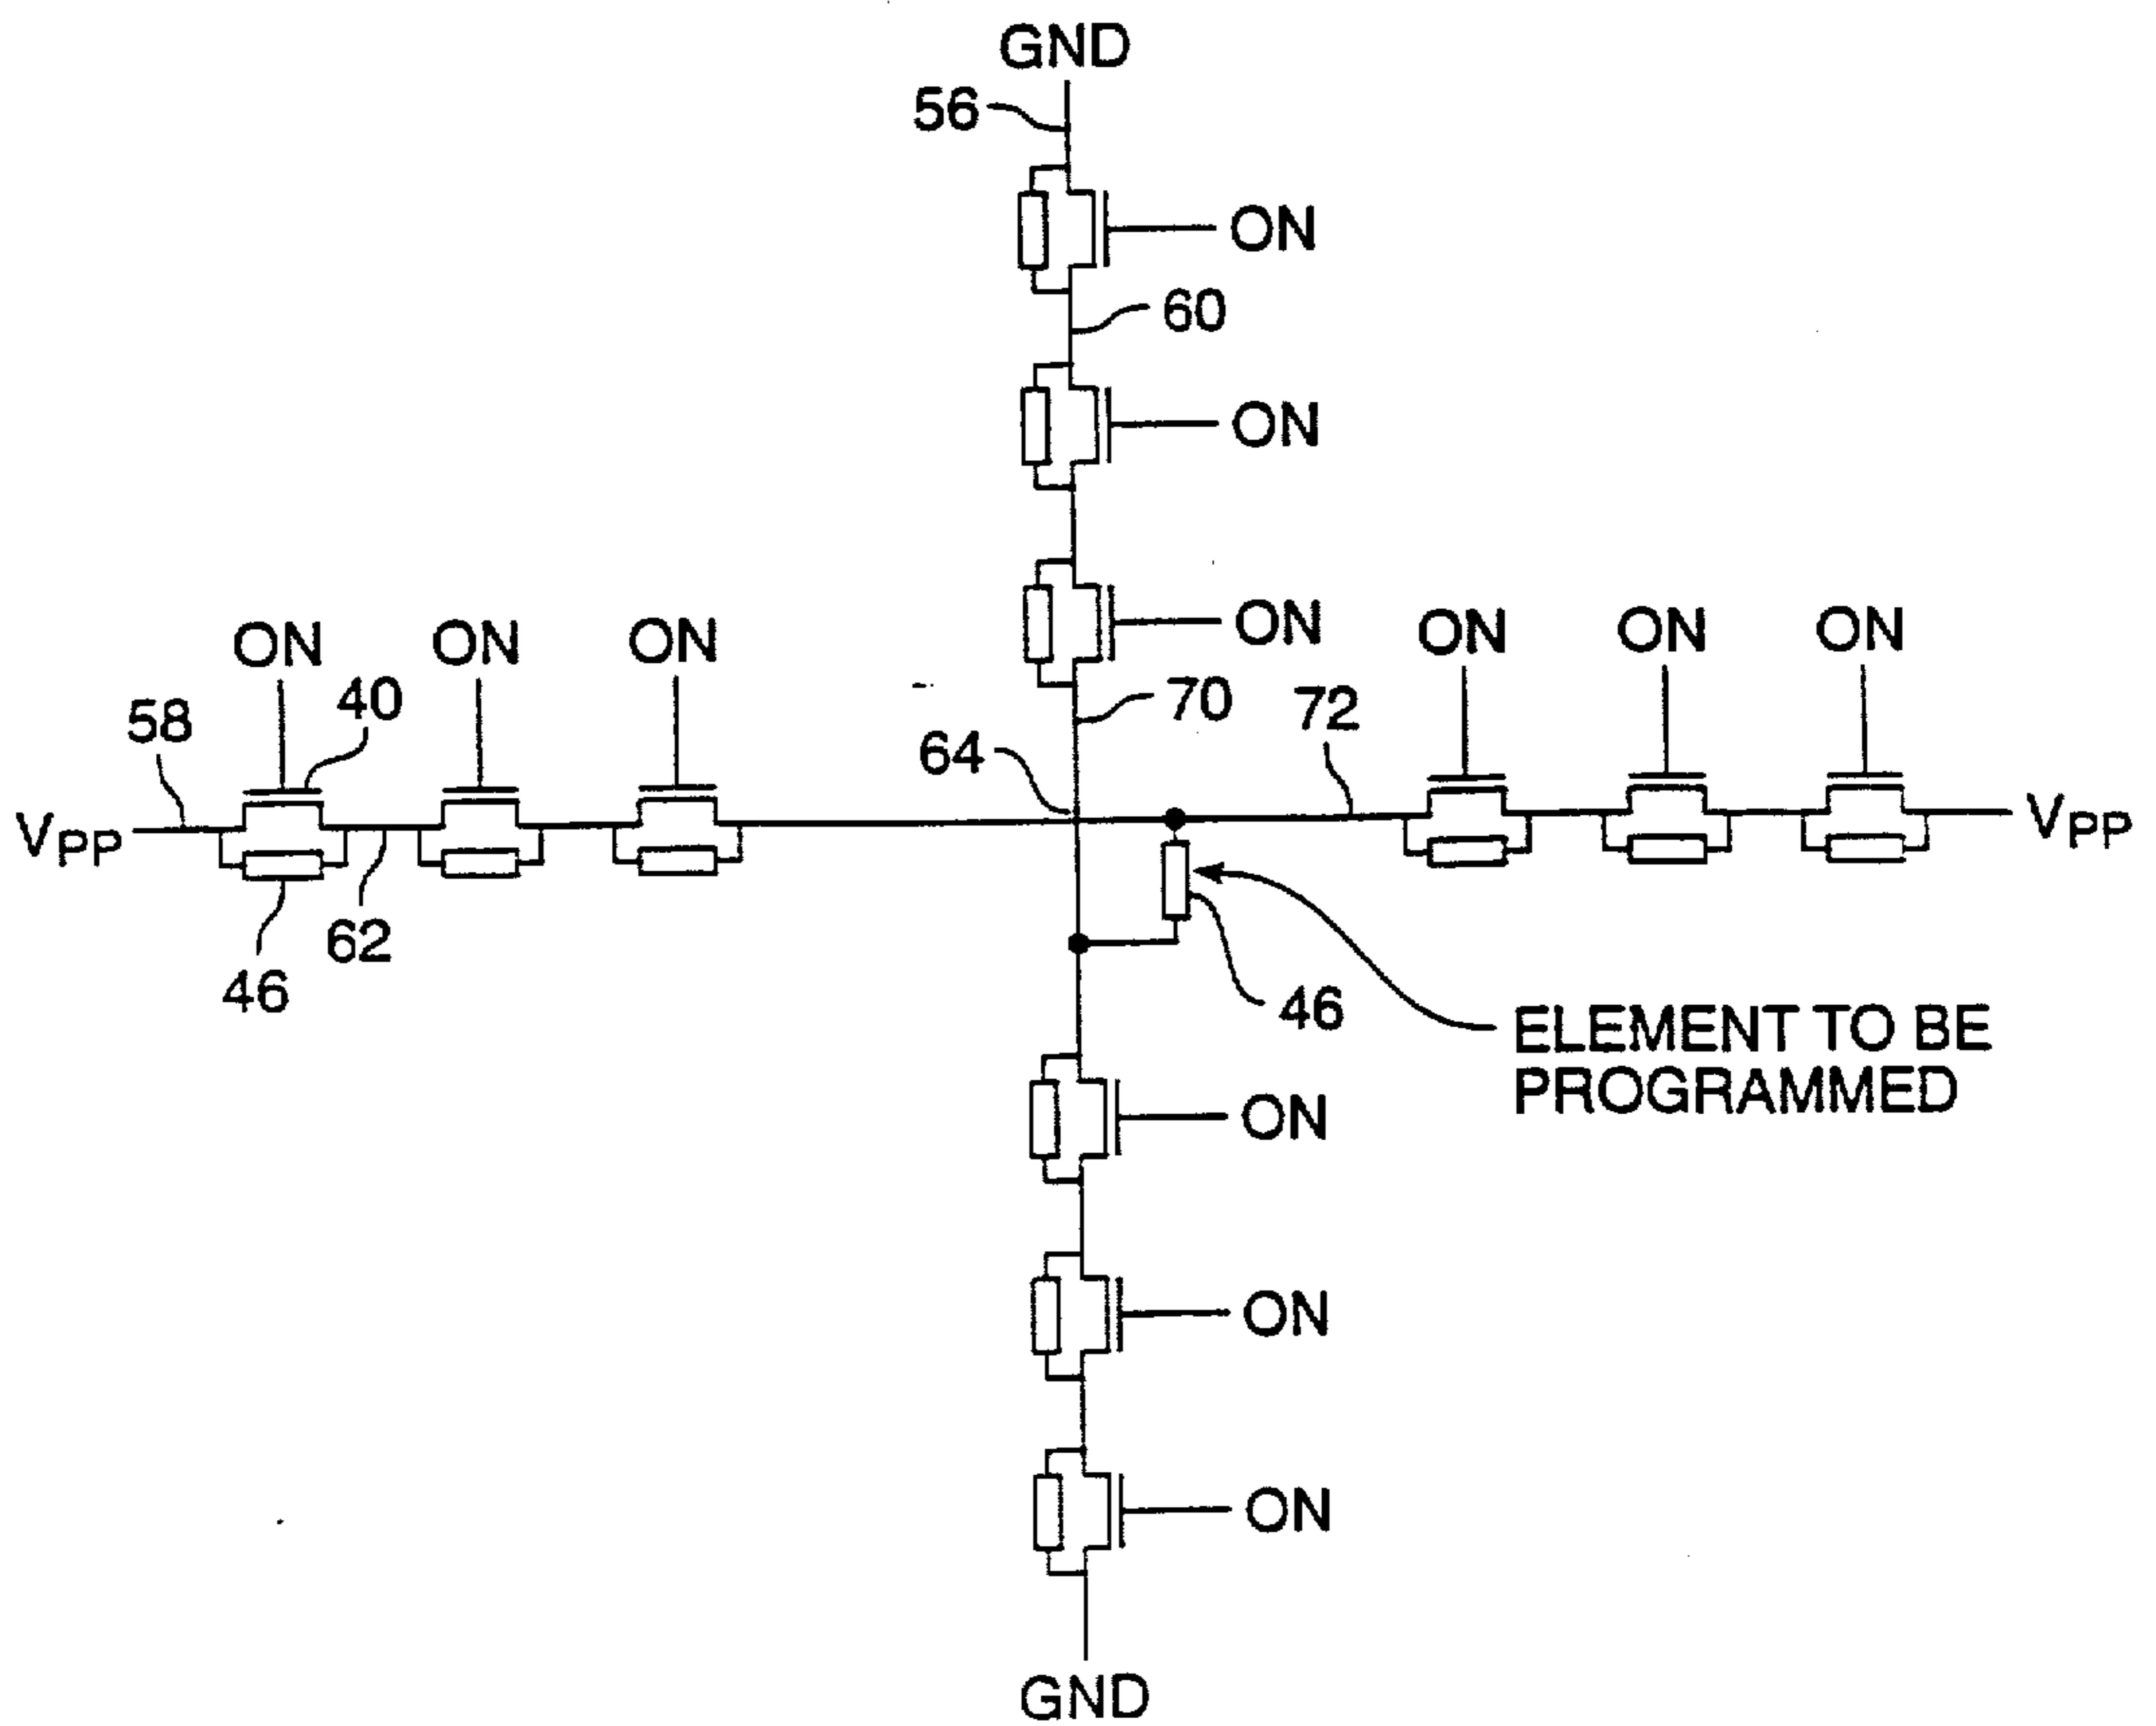 GND
56
ON
60
ON
ON
ON
ON
ON
ON
ON
ON
40
58
70
72
64
VPP
VPP
62
46
46
ELEMENT TO BE
PROGRAMMED
ON
ON
ON
GND